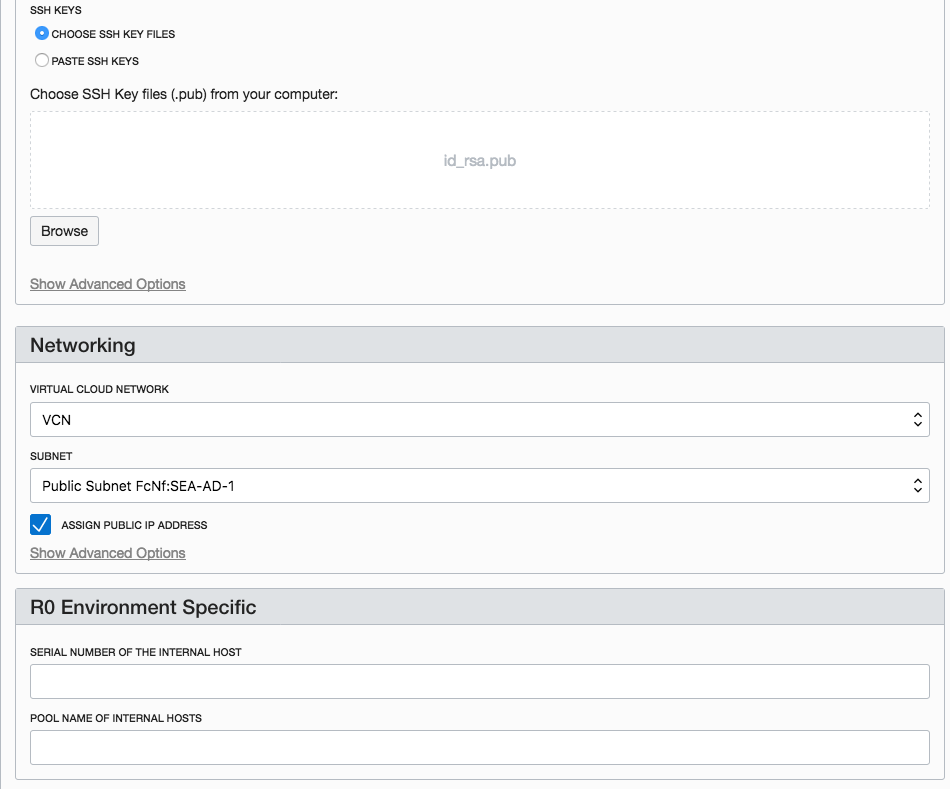 SSH KEYS
CHOOSE SSH KEY FILES
PASTE SSH KEYS
Choose SSH Key files (.pub) from your computer:
id_rsa.pub
Browse
Show Advanced Options
Networking
VIRTUAL CLOUD NETWORK
VCN
SUBNET
Public Subnet FcNf:SEA-AD-1
ASSIGN PUBLIC IP ADDRESS
Show Advanced Options
R0 Environment Specific
SERIAL NUMBER OF THE INTERNAL HOST
POOL NAME OF INTERNAL HOSTS